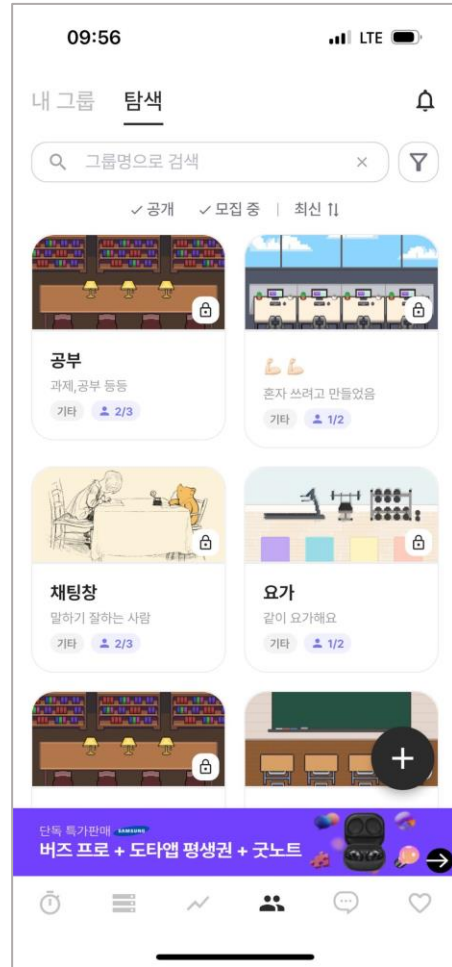 09:56
LTE
내 그룹 탐색
그룹명으로 검색
공개 모집 중 | 최신
공부
과제,공부 등등
기타 2/3
혼자 쓰려고 만들었음
기타 1/2
채팅창
말하기 잘하는 사람
기타 2/3
요가
같이 요가해요
기타 1/2
단독 특가판매 SAMSUNG
버즈 프로 + 도타앱 평생권 + 굿노트